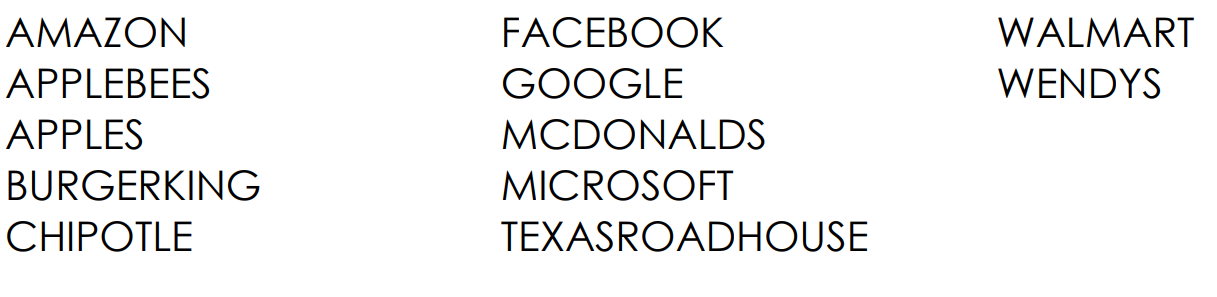 AMAZON
APPLEBEES
APPLES
BURGERKING
CHIPOTLE
FACEBOOK
GOOGLE
MCDONALDS
MICROSOFT
TEXASROADHOUSE
WALMART
WENDYS